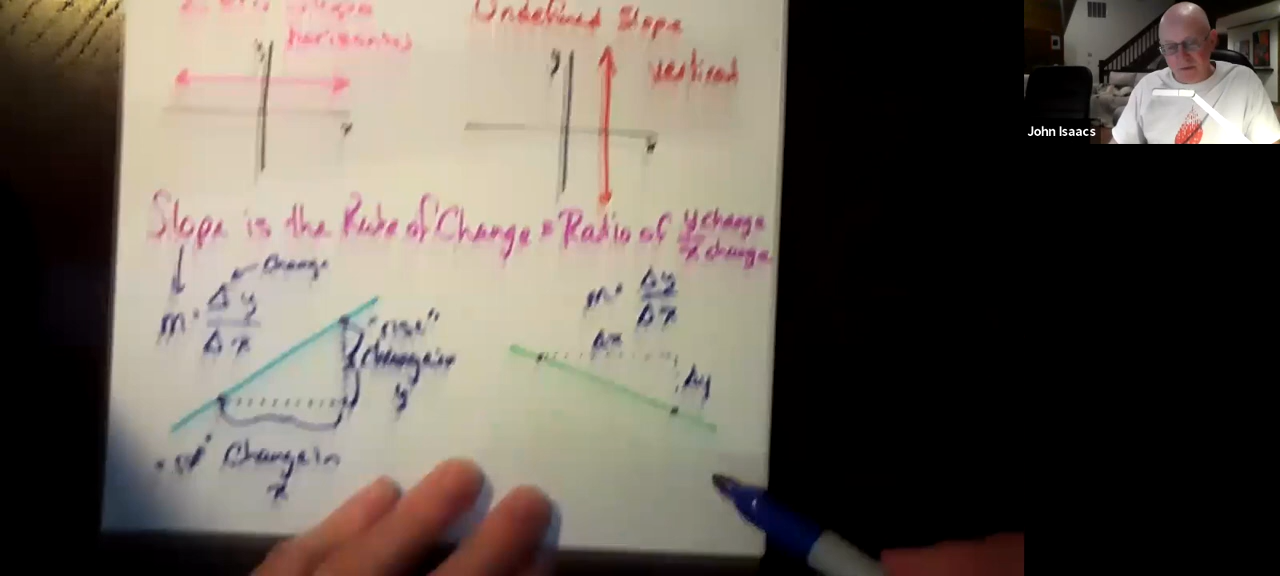 Slope
horizontal
y
x
Undefined Slope
vertical
y
x
Slope is the Rate of Change = Ratio of y change
x change
Change
m = Δy
Δx
"rise"
Change in
y
Change in
x
m = Δy
Δx
Δx
Δy
John Isaacs